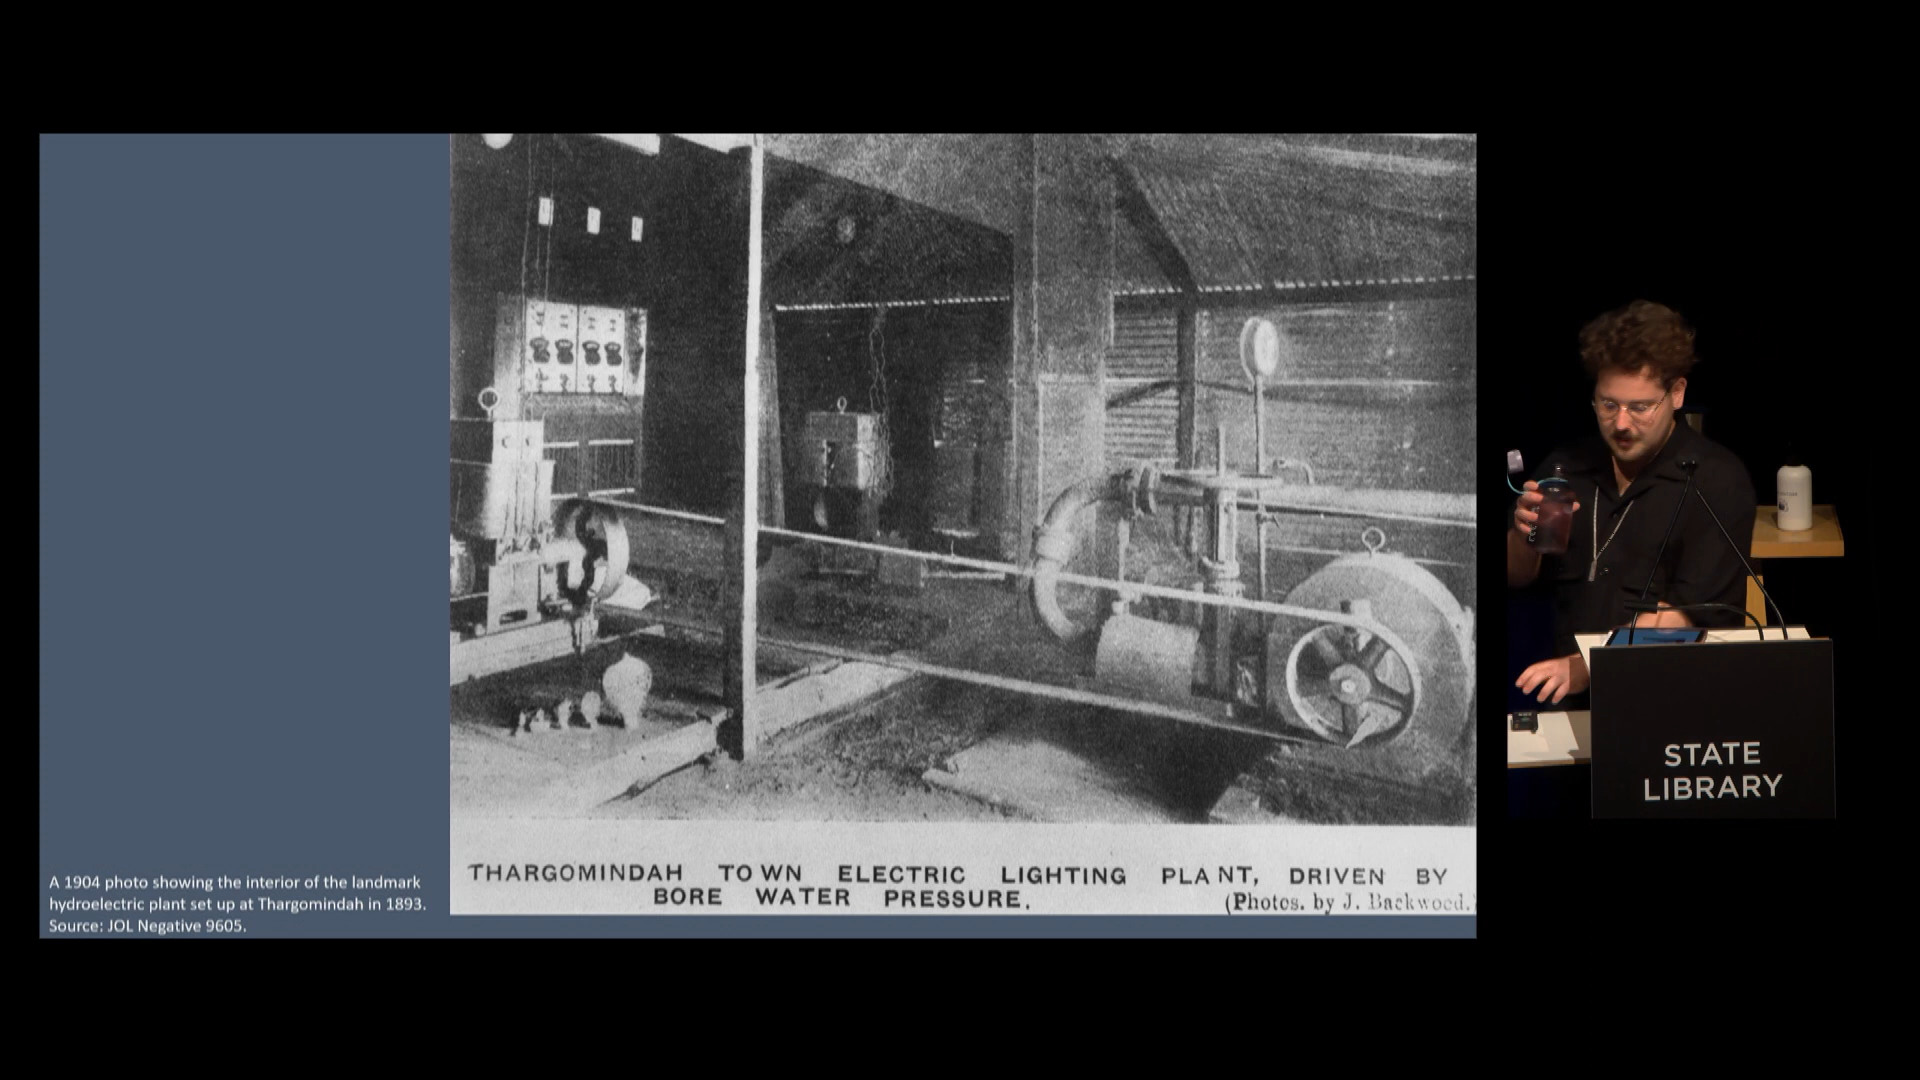 THARGOMINDAH TOWN ELECTRIC LIGHTING PLANT, DRIVEN BY
BORE WATER PRESSURE.
(Photos. by J. Backwood.
A 1904 photo showing the interior of the landmark
hydroelectric plant set up at Thargomindah in 1893.
Source: JOL Negative 9605.
STATE
LIBRARY